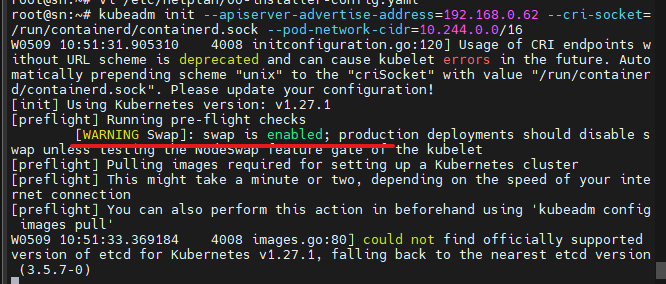 root@sn:~# vi /etc/netplan/00-installer-config.yaml
root@sn:~# kubeadm init --apiserver-advertise-address=192.168.0.62 --cri-socket=
/run/containerd/containerd.sock --pod-network-cidr=10.244.0.0/16
W0509 10:51:31.905310    4008 initconfiguration.go:120] Usage of CRI endpoints w
ithout URL scheme is deprecated and can cause kubelet errors in the future. Auto
matically prepending scheme "unix" to the "criSocket" with value "/run/container
d/containerd.sock". Please update your configuration!
[init] Using Kubernetes version: v1.27.1
[preflight] Running pre-flight checks
        [WARNING Swap]: swap is enabled; production deployments should disable s
wap unless testing the NodeSwap feature gate of the kubelet
[preflight] Pulling images required for setting up a Kubernetes cluster
[preflight] This might take a minute or two, depending on the speed of your inte
rnet connection
[preflight] You can also perform this action in beforehand using 'kubeadm config
 images pull'
W0509 10:51:33.369184    4008 images.go:80] could not find officially supported
version of etcd for Kubernetes v1.27.1, falling back to the nearest etcd version
 (3.5.7-0)